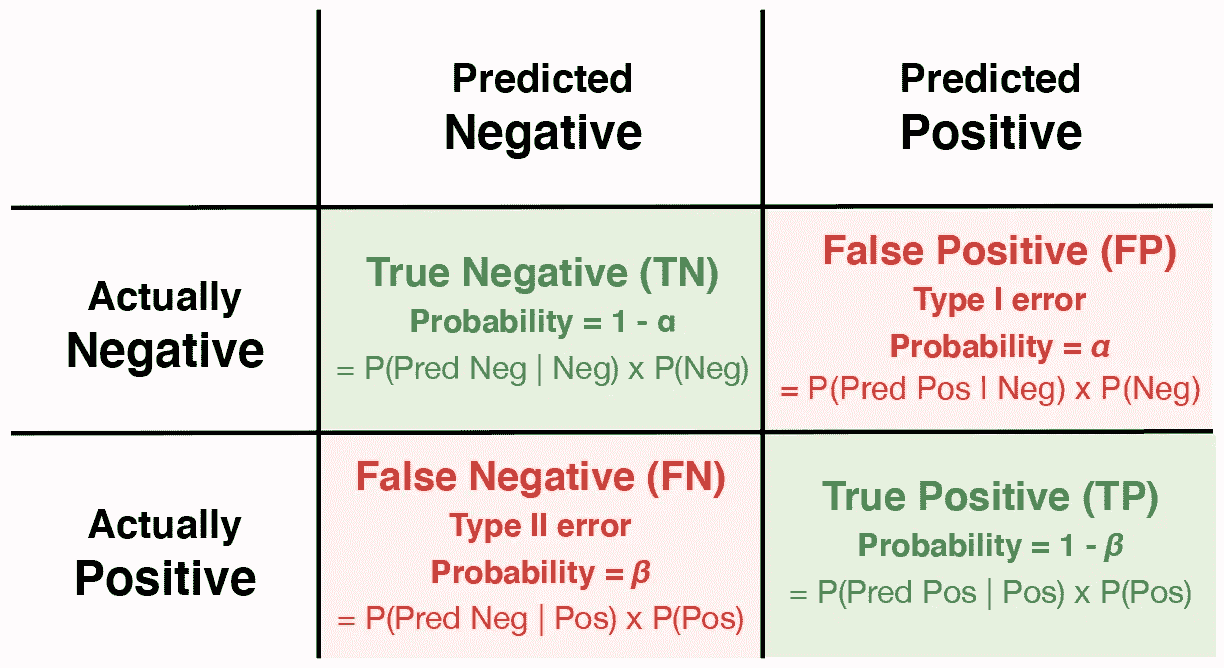 Predicted
Negative
Predicted
Positive
Actually
Negative
True Negative (TN)
Probability = 1 - α
= P(Pred Neg | Neg) x P(Neg)
False Positive (FP)
Type I error
Probability = α
= P(Pred Pos I Neg) x P(Neg)
Actually
Positive
False Negative (FN)
Type II error
Probability = β
= P(Pred Neg | Pos) x P(Pos)
True Positive (TP)
Probability = 1 - β
= P(Pred Pos | Pos) x P(Pos)